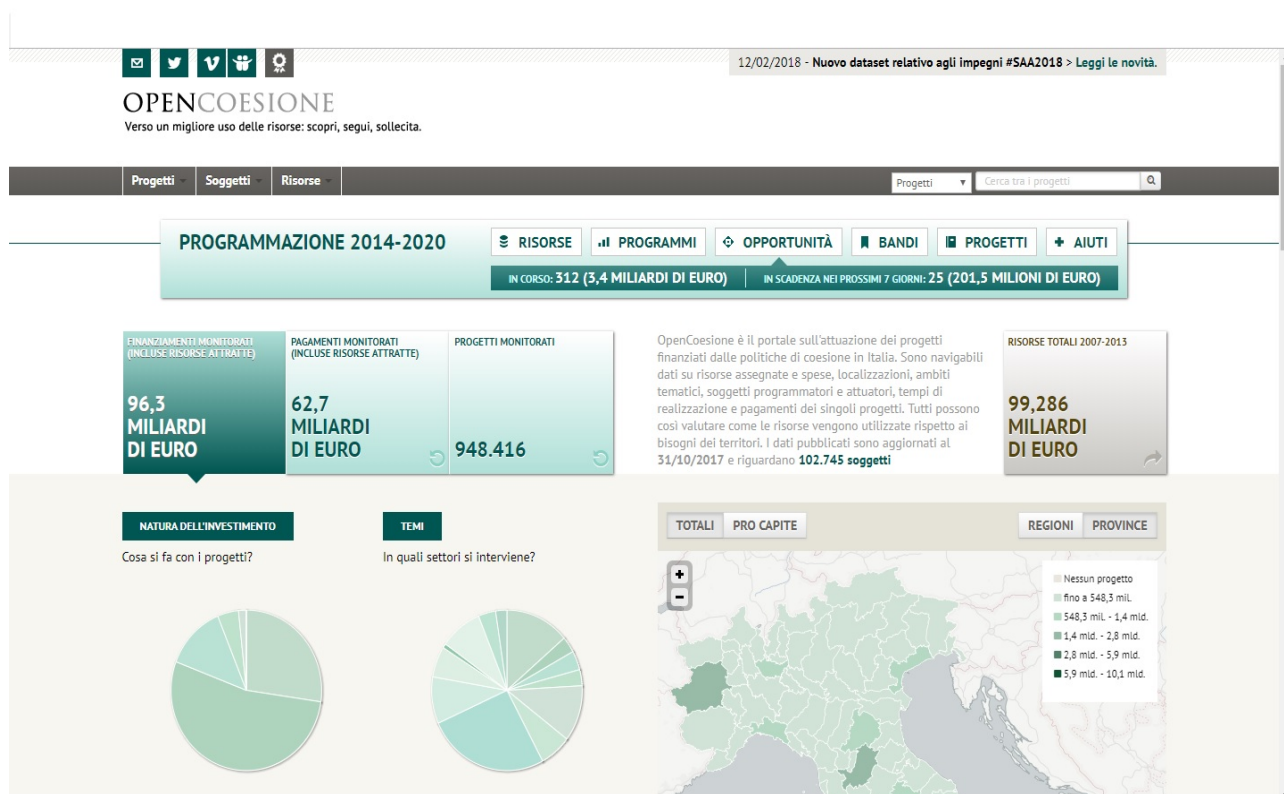 12/02/2018 - Nuovo dataset relativo agli impegni #SAA2018 > Leggi le novità.
OPENCOESIONE
Verso un migliore uso delle risorse: scopri, segui, sollecita.
Progetti
Soggetti
Risorse
Progetti
Cerca tra i progetti
PROGRAMMAZIONE 2014-2020
RISORSE
PROGRAMMI
OPPORTUNITÀ
BANDI
PROGETTI
AIUTI
IN CORSO: 312 (3,4 MILIARDI DI EURO)
IN SCADENZA NEI PROSSIMI 7 GIORNI: 25 (201,5 MILIONI DI EURO)
FINANZIAMENTI MONITORATI
(INCLUSE RISORSE ATTRATTE)
96,3
MILIARDI
DI EURO
PAGAMENTI MONITORATI
(INCLUSE RISORSE ATTRATTE)
62,7
MILIARDI
DI EURO
PROGETTI MONITORATI
948.416
OpenCoesione è il portale sull'attuazione dei progetti
finanziati dalle politiche di coesione in Italia. Sono navigabili
dati su risorse assegnate e spese, localizzazioni, ambiti
tematici, soggetti programmatori e attuatori, tempi di
realizzazione e pagamenti dei singoli progetti. Tutti possono
così valutare come le risorse vengono utilizzate rispetto ai
bisogni dei territori. I dati pubblicati sono aggiornati al
31/10/2017 e riguardano 102.745 soggetti
RISORSE TOTALI 2007-2013
99,286
MILIARDI
DI EURO
NATURA DELL'INVESTIMENTO
Cosa si fa con i progetti?
TEMI
In quali settori si interviene?
TOTALI
PRO CAPITE
REGIONI
PROVINCE
+
-
Nessun progetto
fino a 548,3 mil.
548,3 mil. - 1,4 mld.
1,4 mld. - 2,8 mld.
2,8 mld. - 5,9 mld.
5,9 mld. - 10,1 mld.